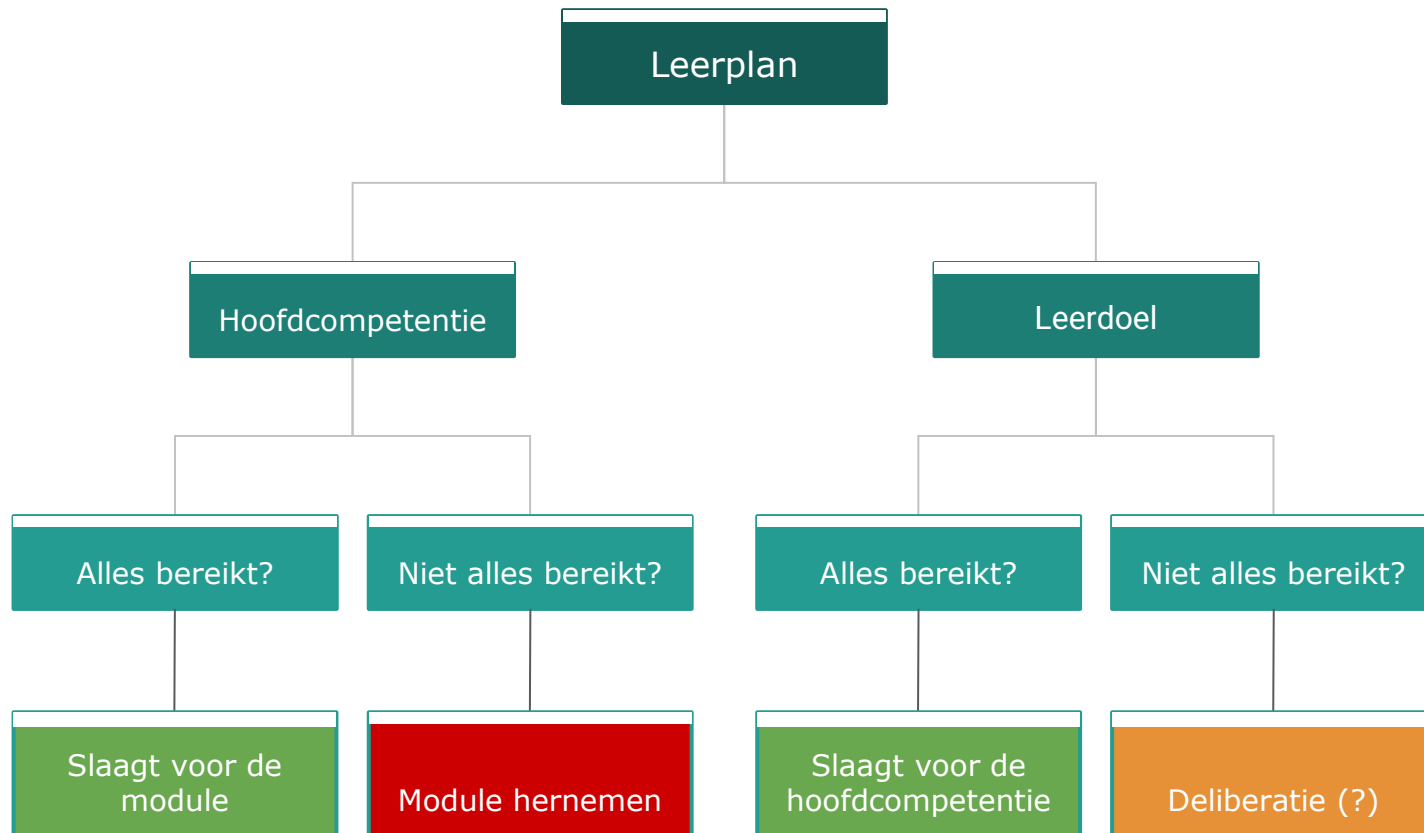 Leerplan
Hoofdcompetentie
Leerdoel
Alles bereikt?
Niet alles bereikt?
Alles bereikt?
Niet alles bereikt?
Slaagt voor de
module
Module hernemen
Slaagt voor de
hoofdcompetentie
Deliberatie (?)